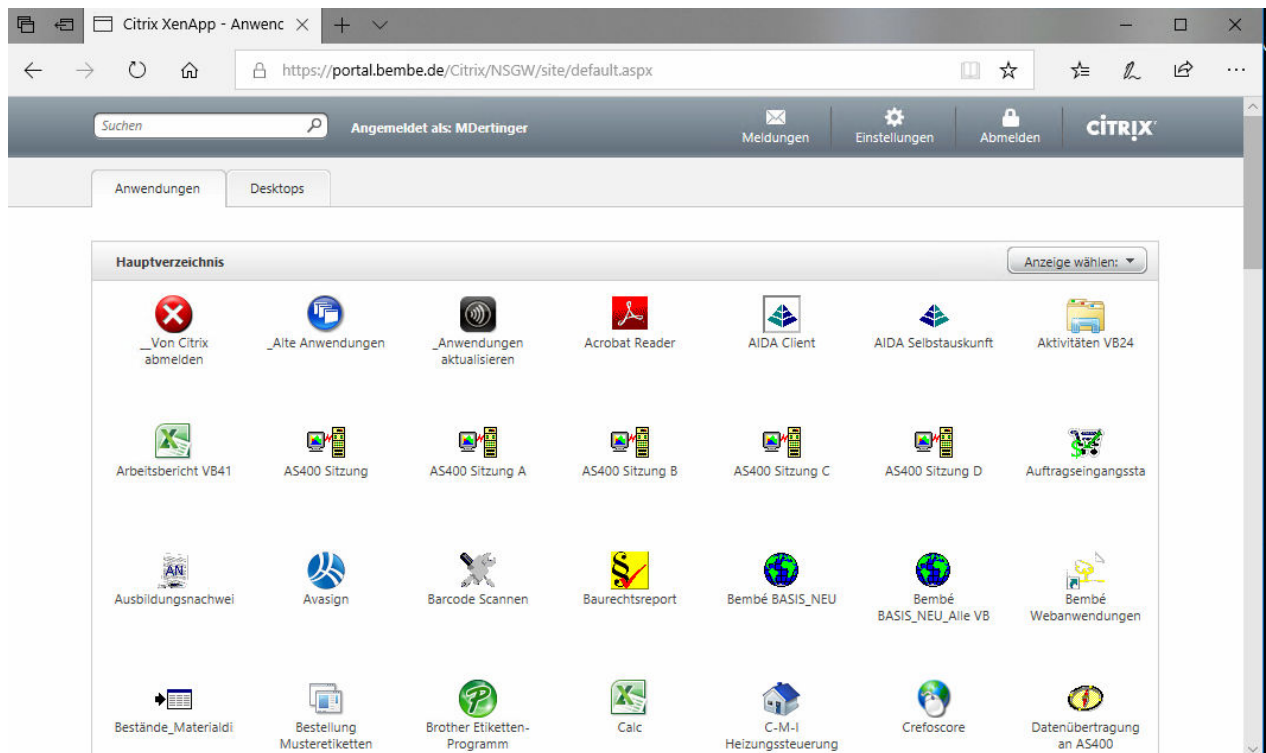 Citrix XenApp - Anwenc
https://portal.bembe.de/Citrix/NSGW/site/default.aspx
Suchen
Angemeldet als: MDertinger
Meldungen
Einstellungen
Abmelden
CITRIX
Anwendungen
Desktops
Hauptverzeichnis
Anzeige wählen:
__Von Citrix
abmelden
_Alte Anwendungen
_Anwendungen
aktualisieren
Acrobat Reader
AIDA Client
AIDA Selbstauskunft
Aktivitäten VB24
Arbeitsbericht VB41
AS400 Sitzung
AS400 Sitzung A
AS400 Sitzung B
AS400 Sitzung C
AS400 Sitzung D
Auftragseingangssta
AN
Ausbildungsnachwei
Avasign
Barcode Scannen
§
Baurechtsreport
Bembé BASIS_NEU
Bembé
BASIS_NEU_Alle VB
Bembé
Webanwendungen
Bestände_Materialdi
Bestellung
Musteretiketten
P
Brother Etiketten-
Programm
Calc
C-M-I
Heizungssteuerung
Crefoscore
Datenübertragung
an AS400